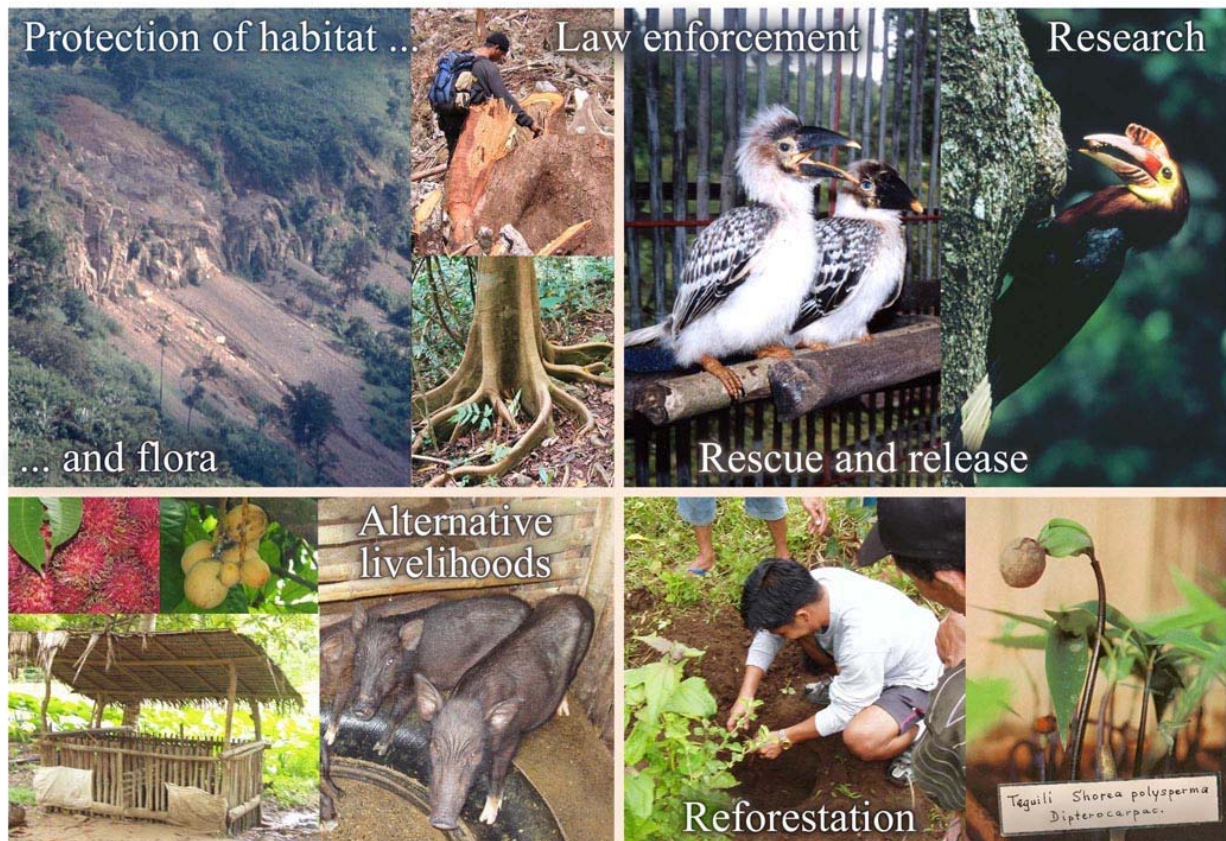 Protection of habitat ...
Law enforcement
Research
... and flora
Rescue and release
Alternative
livelihoods
Reforestation
Teguili Shorea polysperma
Dipterocarpac.